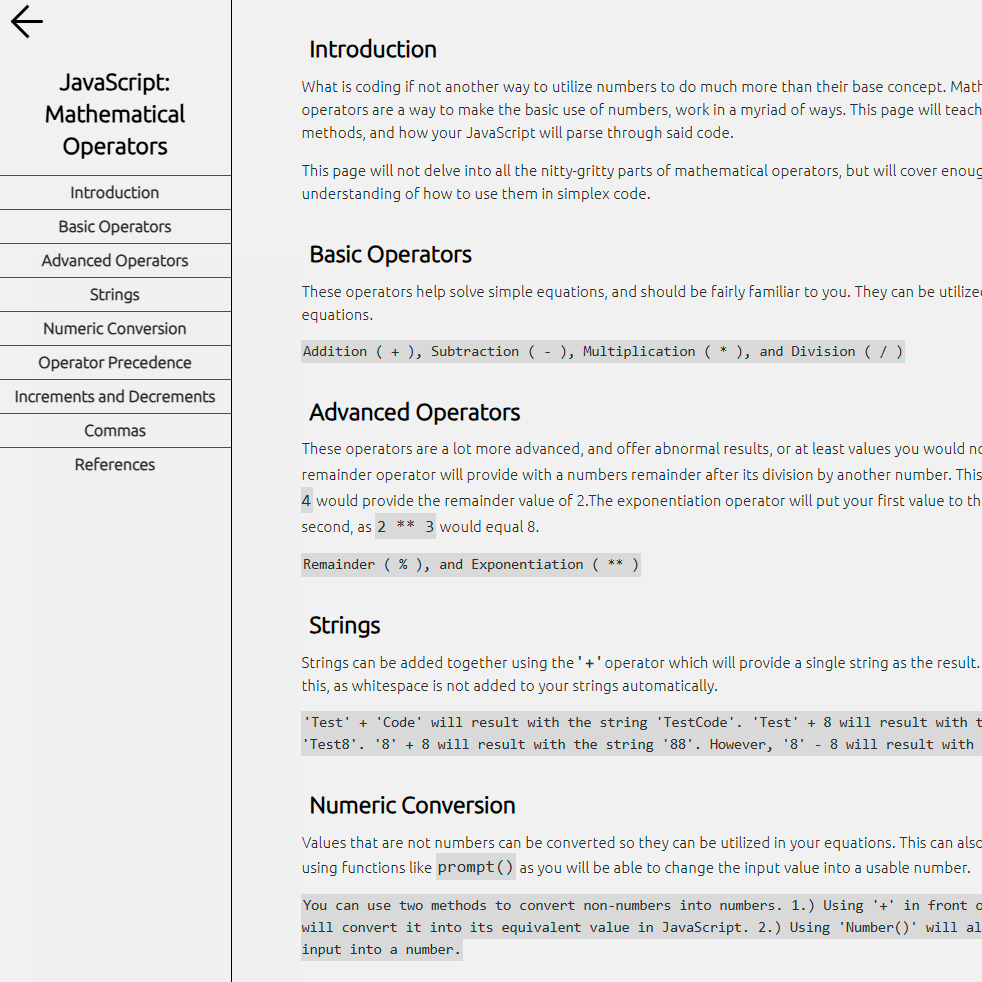 JavaScript:
Mathematical
Operators
Introduction
Basic Operators
Advanced Operators
Strings
Numeric Conversion
Operator Precedence
Increments and Decrements
Commas
References
Introduction
What is coding if not another way to utilize numbers to do much more than their base concept. Math
operators are a way to make the basic use of numbers, work in a myriad of ways. This page will teach
methods, and how your JavaScript will parse through said code.
This page will not delve into all the nitty-gritty parts of mathematical operators, but will cover enoug
understanding of how to use them in simplex code.
Basic Operators
These operators help solve simple equations, and should be fairly familiar to you. They can be utilize
equations.
Addition ( + ), Subtraction ( - ), Multiplication ( * ), and Division ( / )
Advanced Operators
These operators are a lot more advanced, and offer abnormal results, or at least values you would no
remainder operator will provide with a numbers remainder after its division by another number. This
4 would provide the remainder value of 2.The exponentiation operator will put your first value to th
second, as 2 ** 3 would equal 8.
Remainder ( % ), and Exponentiation ( ** )
Strings
Strings can be added together using the '+' operator which will provide a single string as the result.
this, as whitespace is not added to your strings automatically.
'Test' + 'Code' will result with the string 'TestCode'. 'Test' + 8 will result with t
'Test8'. '8' + 8 will result with the string '88'. However, '8' - 8 will result with
Numeric Conversion
Values that are not numbers can be converted so they can be utilized in your equations. This can also
using functions like prompt() as you will be able to change the input value into a usable number.
You can use two methods to convert non-numbers into numbers. 1.) Using '+' in front o
will convert it into its equivalent value in JavaScript. 2.) Using 'Number()' will al
input into a number.